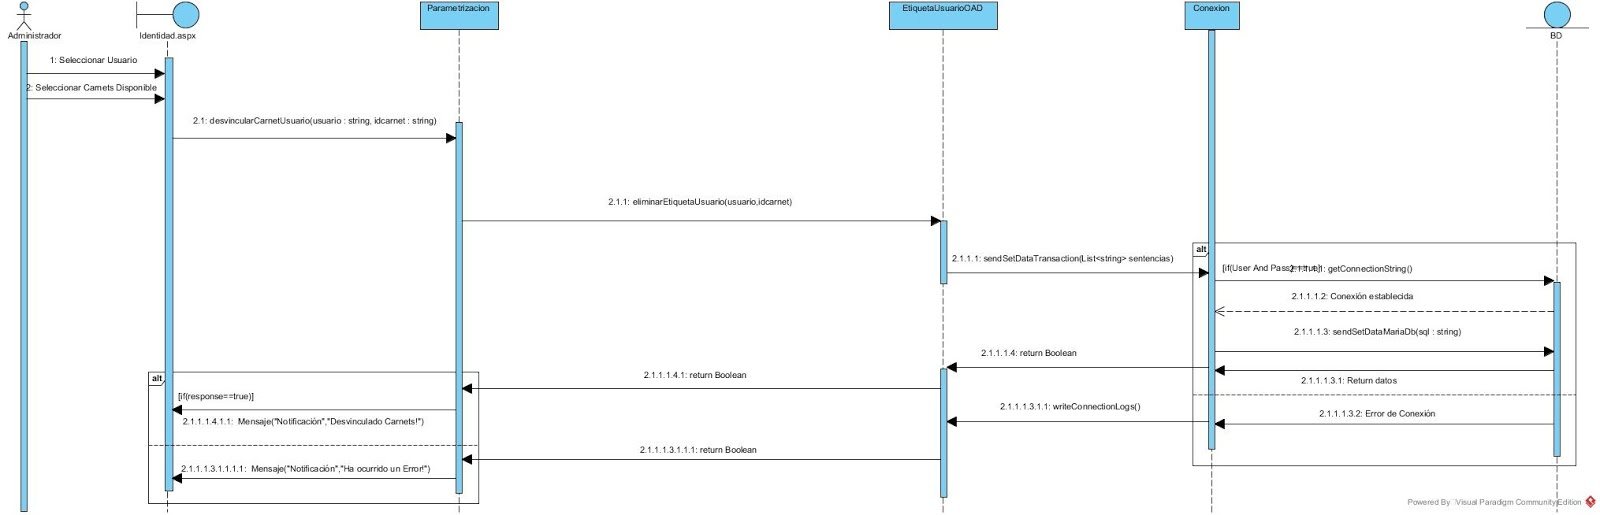 Parametrizacion
EtiquetaUsuarioOAD
Conexion
Administrador
Identidad.aspx
BD
1: Seleccionar Usuario
2: Seleccionar Carnets Disponible
2.1: desvincularCarnetUsuario(usuario : string, idcarnet : string)
2.1.1: eliminarEtiquetaUsuario(usuario,idcarnet)
alt
2.1.1.1: sendSetDataTransaction(List<string> sentencias)
[if(User And Pass==true)]
2.1.1.1.1: getConnectionString()
2.1.1.1.2: Conexión establecida
2.1.1.1.3: sendSetDataMariaDb(sql : string)
2.1.1.1.4: return Boolean
2.1.1.1.4.1: return Boolean
2.1.1.1.3.1: Return datos
alt
[if(response==true)]
2.1.1.1.4.1.1: Mensaje("Notificación","Desvinculado Carnets!")
2.1.1.1.3.1.1: writeConnectionLogs()
2.1.1.1.3.2: Error de Conexión
2.1.1.1.3.1.1.1: return Boolean
2.1.1.1.3.1.1.1.1: Mensaje("Notificación","Ha ocurrido un Error!")
Powered By Visual Paradigm Community Edition